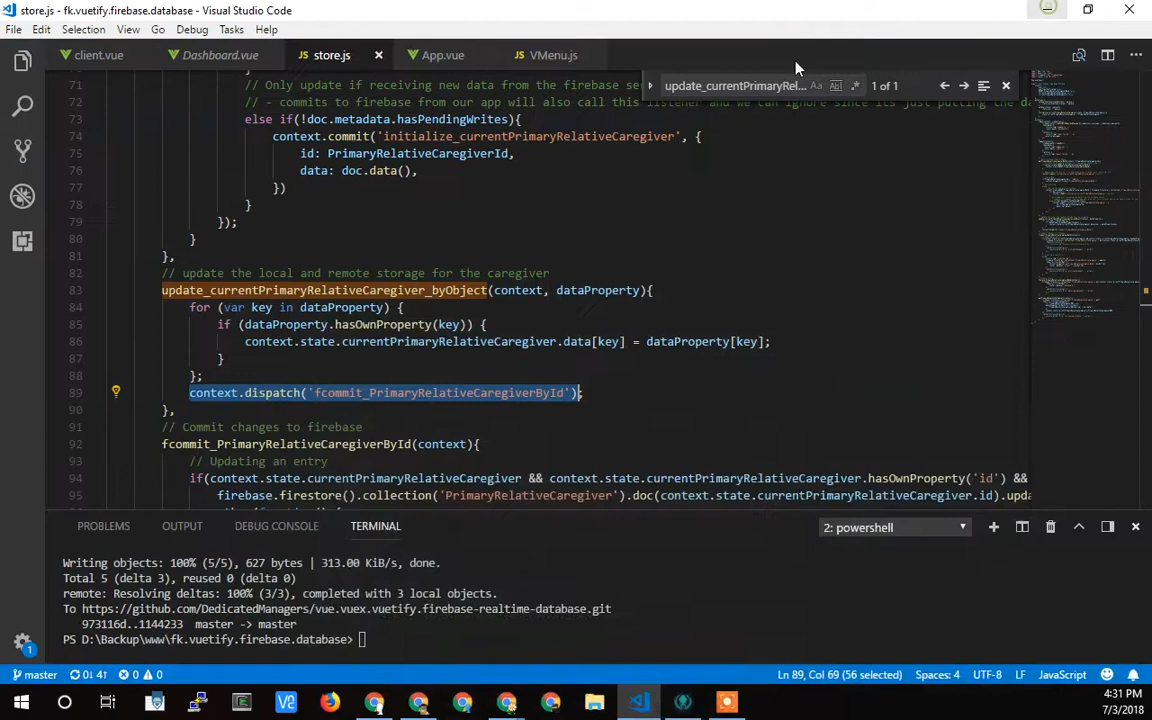 store.js - fk.vuetify.firebase.database - Visual Studio Code
File Edit Selection View Go Debug Tasks Help
client.vue Dashboard.vue JS store.js App.vue JS VMenu.js
update_currentPrimaryRel... Aa Abl .* 1 of 1
71 // Only update if receiving new data from the firebase se
72 // - commits to firebase from our app will also call this listener and we can ignore since its just putting the da
73 else if(!doc.metadata.hasPendingWrites){
74 context.commit('initialize_currentPrimaryRelativeCaregiver', {
75 id: PrimaryRelativeCaregiverId,
76 data: doc.data(),
77 })
78 }
79 });
80 }
81 },
82 // update the local and remote storage for the caregiver
83 update_currentPrimaryRelativeCaregiver_byObject(context, dataProperty){
84 for (var key in dataProperty) {
85 if (dataProperty.hasOwnProperty(key)) {
86 context.state.currentPrimaryRelativeCaregiver.data[key] = dataProperty[key];
87 }
88 };
89 context.dispatch('fcommit_PrimaryRelativeCaregiverById');
90 },
91 // Commit changes to firebase
92 fcommit_PrimaryRelativeCaregiverById(context){
93 // Updating an entry
94 if(context.state.currentPrimaryRelativeCaregiver && context.state.currentPrimaryRelativeCaregiver.hasOwnProperty('id') &&
95 firebase.firestore().collection('PrimaryRelativeCaregiver').doc(context.state.currentPrimaryRelativeCaregiver.id).upda
PROBLEMS OUTPUT DEBUG CONSOLE TERMINAL 2: powershell
Writing objects: 100% (5/5), 627 bytes | 313.00 KiB/s, done.
Total 5 (delta 3), reused 0 (delta 0)
remote: Resolving deltas: 100% (3/3), completed with 3 local objects.
To https://github.com/DedicatedManagers/vue.vuex.vuetify.firebase-realtime-database.git
973116d..1144233 master -> master
PS D:\Backup\www\fk.vuetify.firebase.database>
1 master 0↓ 4↑ 0 0 Ln 89, Col 69 (56 selected) Spaces: 4 UTF-8 LF JavaScript
4:31 PM
7/3/2018